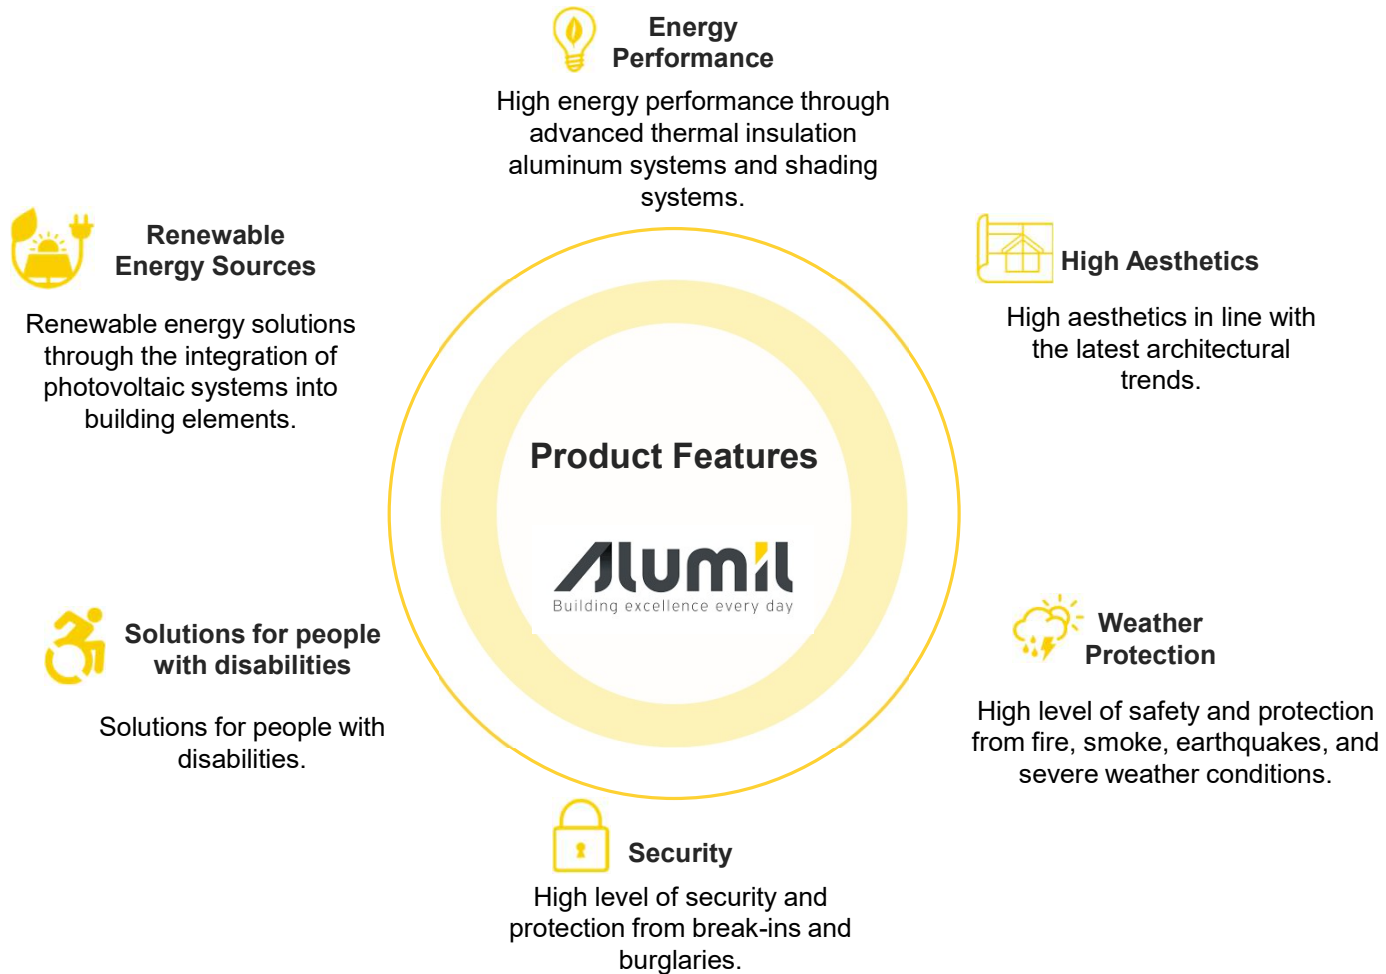 Energy
Performance
High energy performance through
advanced thermal insulation
aluminum systems and shading
systems.
Renewable
Energy Sources
Renewable energy solutions
through the integration of
photovoltaic systems into
building elements.
High Aesthetics
High aesthetics in line with
the latest architectural
trends.
Product Features
Alumil
Building excellence every day
Solutions for people
with disabilities
Solutions for people with
disabilities.
Weather
Protection
High level of safety and protection
from fire, smoke, earthquakes, and
severe weather conditions.
Security
High level of security and
protection from break-ins and
burglaries.